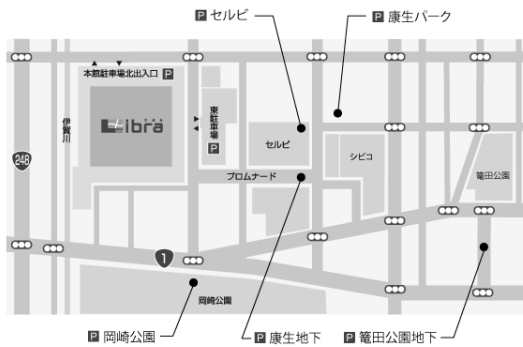 P セルビ
P 康生パーク
本館駐車場北出入口 P
伊賀川
Libra
東駐車場
P
セルビ
シビコ
籠田公園
248
プロムナード
1
岡崎公園
P 岡崎公園
P 康生地下
P 籠田公園地下